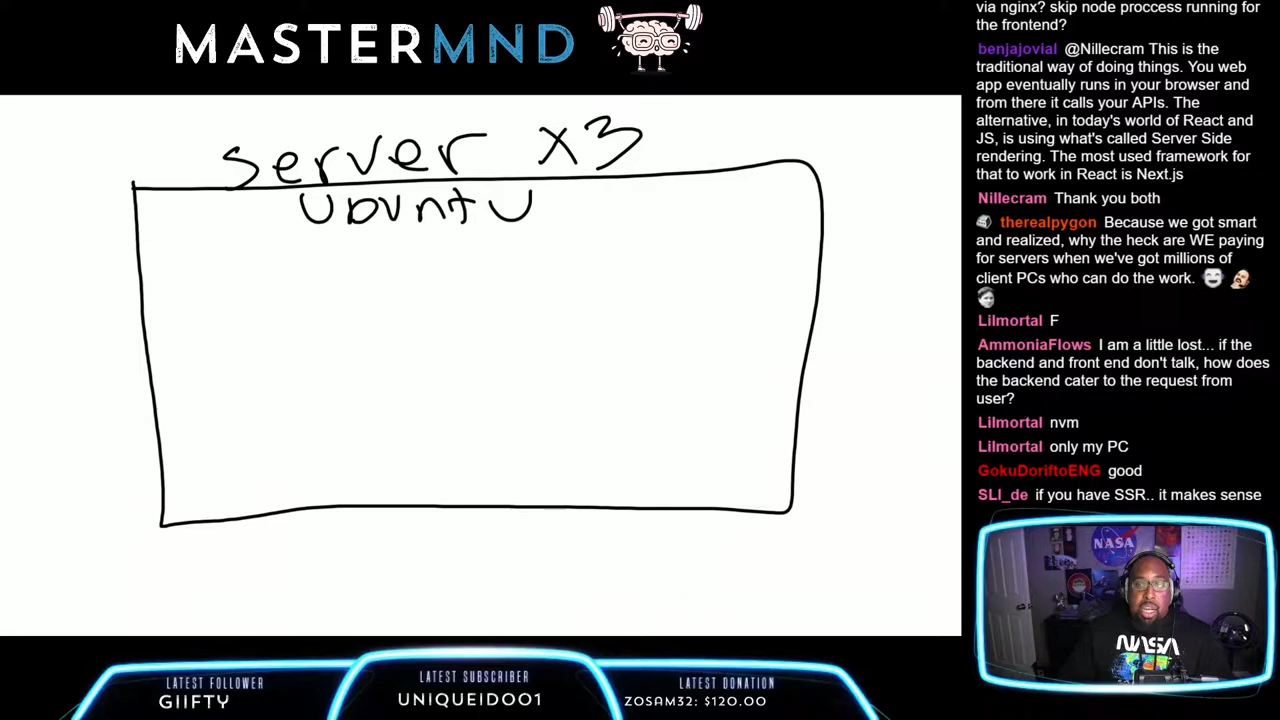 MASTERMND
server x3
Ubuntu
via nginx? skip node proccess running for
the frontend?
benjajovial @Nillecram This is the
traditional way of doing things. You web
app eventually runs in your browser and
from there it calls your APIs. The
alternative, in today's world of React and
JS, is using what's called Server Side
rendering. The most used framework for
that to work in React is Next.js
Nillecram Thank you both
therealpygon Because we got smart
and realized, why the heck are WE paying
for servers when we've got millions of
client PCs who can do the work.
Lilmortal F
AmmoniaFlows I am a little lost... if the
backend and front end don't talk, how does
the backend cater to the request from
user?
Lilmortal nvm
Lilmortal only my PC
GokuDoriftoENG good
SLI_de if you have SSR.. it makes sense
NASA
NASA
LATEST FOLLOWER
GIIFTY
LATEST SUBSCRIBER
UNIQUEID001
LATEST DONATION
ZOSAM32: $120.00